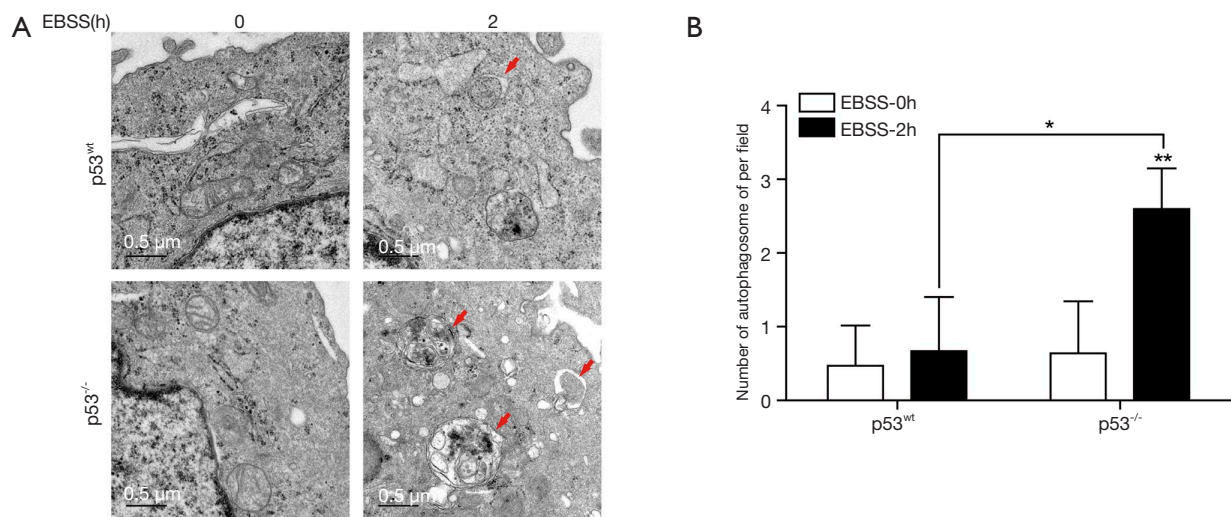 A
EBSS(h)
0
2
p53wt
0.5 µm
0.5 µm
p53-/-
0.5 µm
0.5 µm
B
EBSS-0h
EBSS-2h
Number of autophagosome of per field
4
3
2
1
0
*
**
p53wt
p53-/-